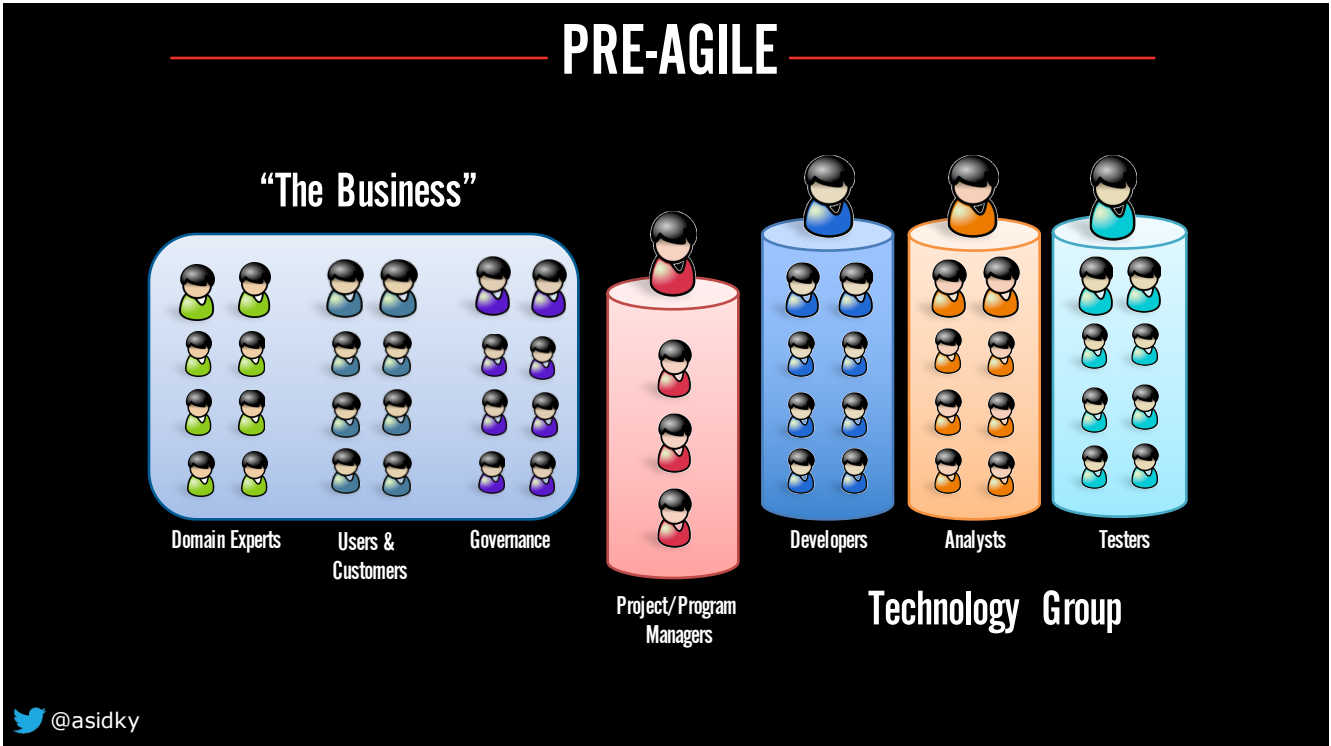 PRE-AGILE
“The Business”
Domain Experts
Users &
Customers
Governance
Project/Program
Managers
Developers
Analysts
Testers
Technology Group
@asidky